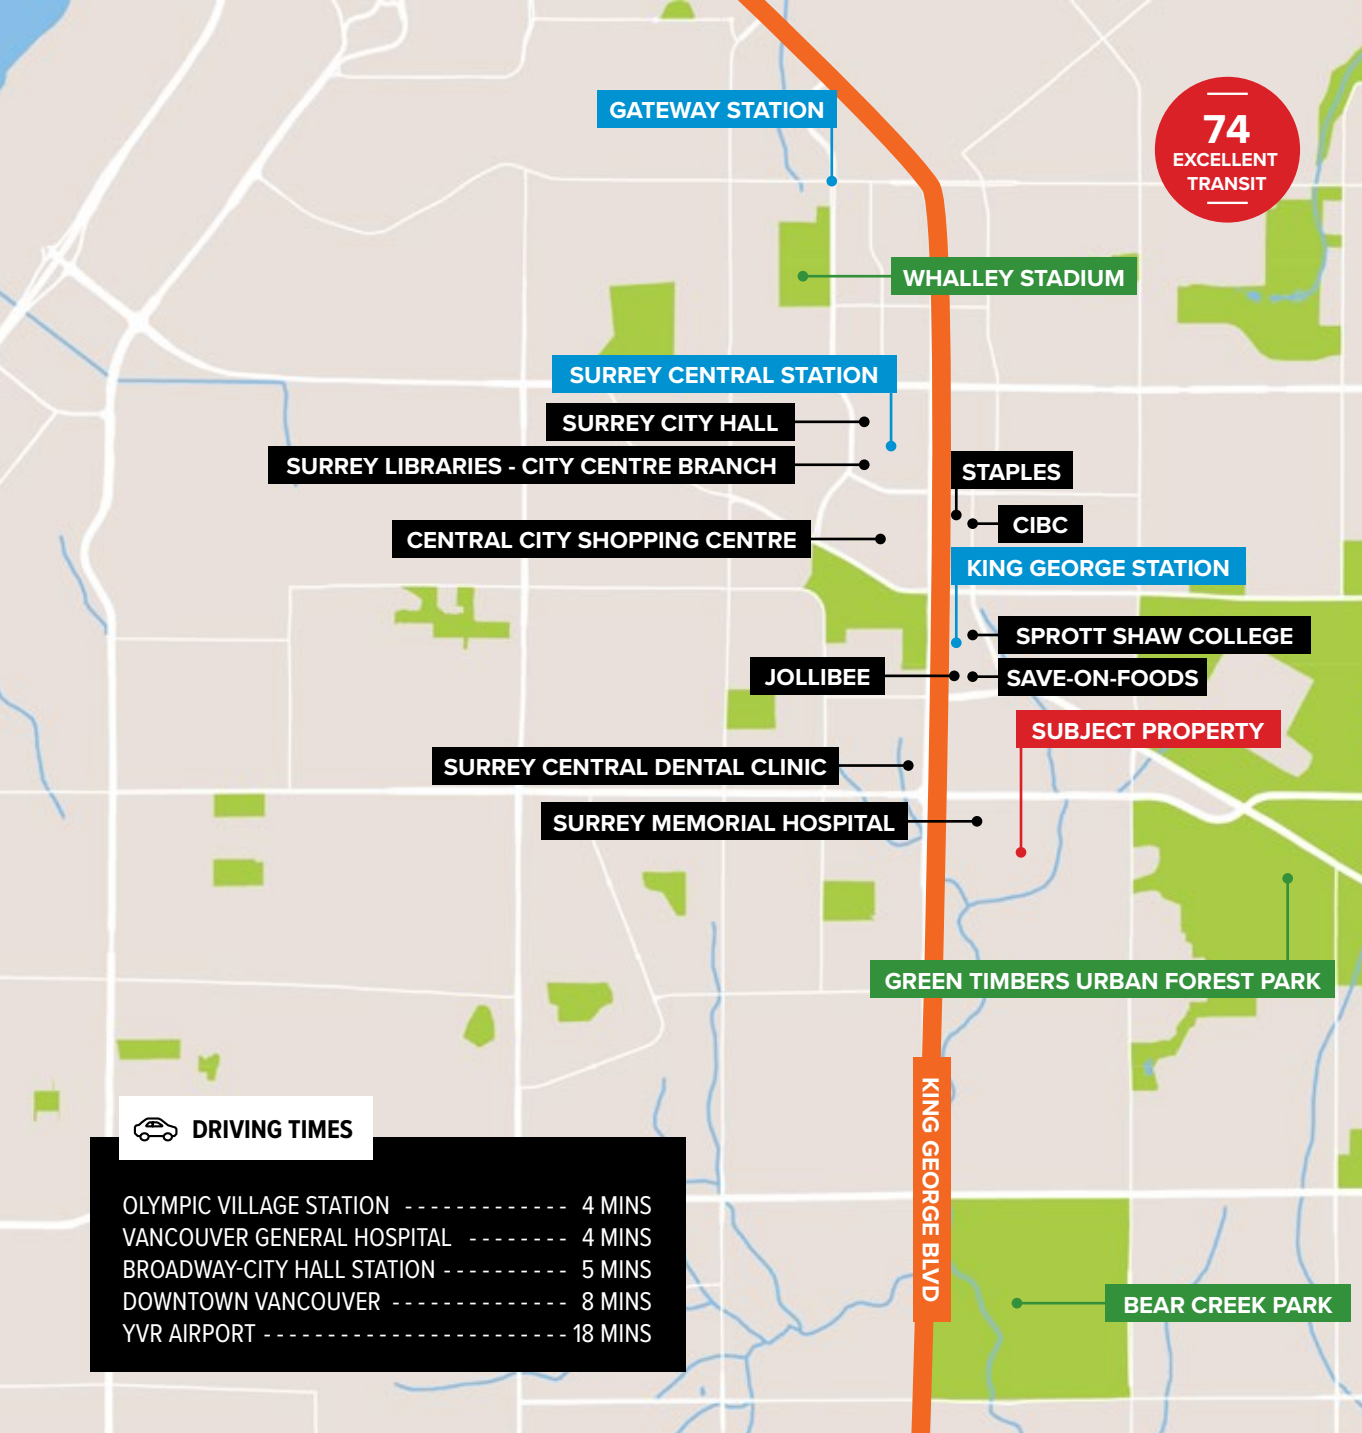 GATEWAY STATION
74
EXCELLENT
TRANSIT
WHALLEY STADIUM
SURREY CENTRAL STATION
SURREY CITY HALL
SURREY LIBRARIES - CITY CENTRE BRANCH
STAPLES
CIBC
CENTRAL CITY SHOPPING CENTRE
KING GEORGE STATION
SPROTT SHAW COLLEGE
JOLLIBEE
SAVE-ON-FOODS
SUBJECT PROPERTY
SURREY CENTRAL DENTAL CLINIC
SURREY MEMORIAL HOSPITAL
GREEN TIMBERS URBAN FOREST PARK
KING GEORGE BLVD
BEAR CREEK PARK
DRIVING TIMES
OLYMPIC VILLAGE STATION - - - - - - - - - - - - - 4 MINS
VANCOUVER GENERAL HOSPITAL - - - - - - - - 4 MINS
BROADWAY-CITY HALL STATION - - - - - - - - - - 5 MINS
DOWNTOWN VANCOUVER - - - - - - - - - - - - - - 8 MINS
YVR AIRPORT - - - - - - - - - - - - - - - - - - - - - - - - 18 MINS